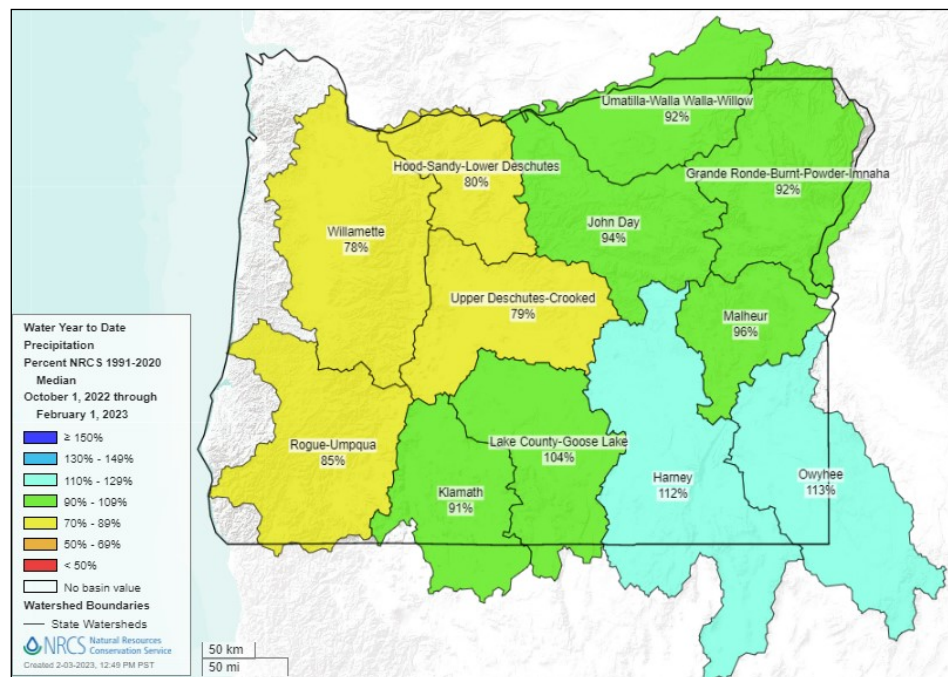 Umatilla-Walla Walla-Willow
92%
Hood-Sandy-Lower Deschutes
80%
Grande Ronde-Burnt-Powder-Imnaha
92%
John Day
94%
Willamette
78%
Upper Deschutes-Crooked
79%
Malheur
96%
Rogue-Umpqua
85%
Lake County-Goose Lake
104%
Klamath
91%
Harney
112%
Owyhee
113%
Water Year to Date
Precipitation
Percent NRCS 1991-2020
Median
October 1, 2022 through
February 1, 2023
≥ 150%
130% - 149%
110% - 129%
90% - 109%
70% - 89%
50% - 69%
< 50%
No basin value
Watershed Boundaries
State Watersheds
NRCS Natural Resources
Conservation Service
Created 2-03-2023, 12:49 PM PST
50 km
50 mi